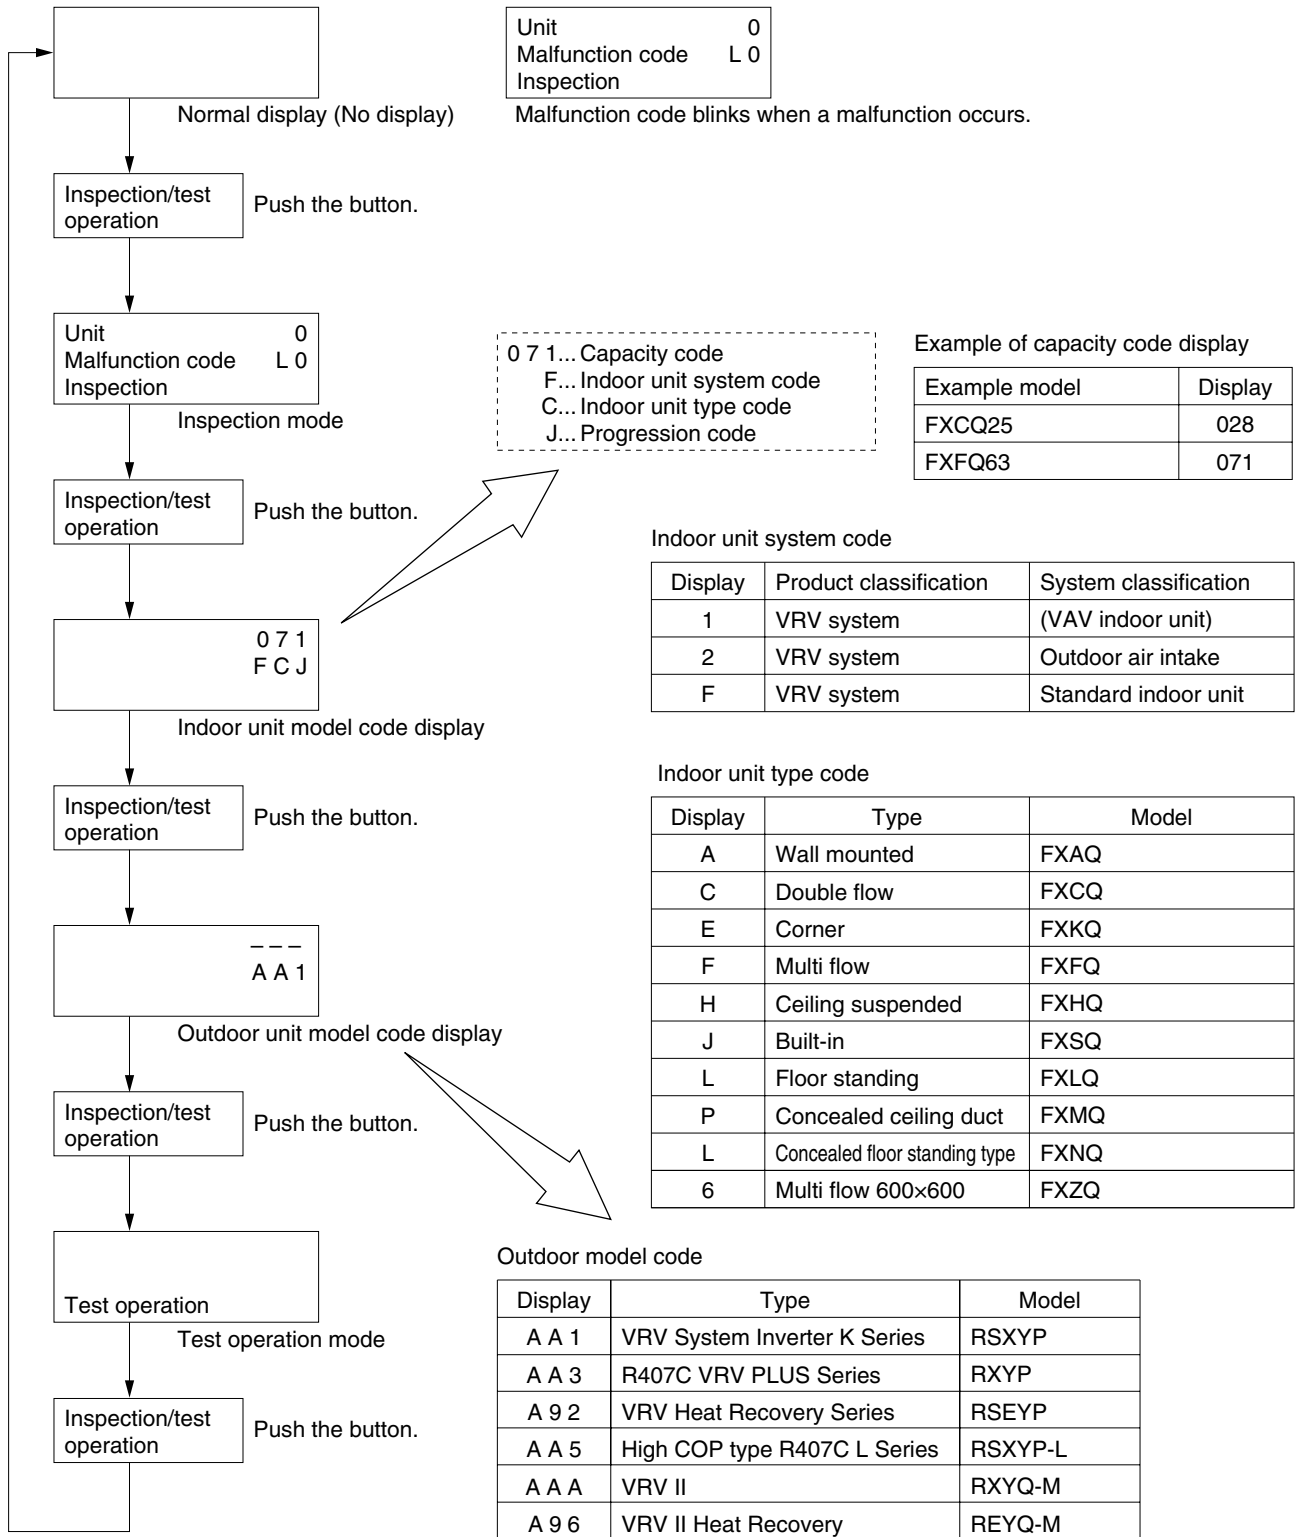 Unit 0
Malfunction code L 0
Inspection
Normal display (No display)
Malfunction code blinks when a malfunction occurs.
Inspection/test
operation
Push the button.
Unit 0
Malfunction code L 0
Inspection
Inspection mode
0 7 1... Capacity code
F... Indoor unit system code
C... Indoor unit type code
J... Progression code
Example of capacity code display
Example model Display
FXCQ25 028
FXFQ63 071
Inspection/test
operation
Push the button.
0 7 1
F C J
Indoor unit model code display
Indoor unit system code
Display Product classification System classification
1 VRV system (VAV indoor unit)
2 VRV system Outdoor air intake
F VRV system Standard indoor unit
Inspection/test
operation
Push the button.
Indoor unit type code
Display Type Model
A Wall mounted FXAQ
C Double flow FXCQ
E Corner FXKQ
F Multi flow FXFQ
H Ceiling suspended FXHQ
J Built-in FXSQ
L Floor standing FXLQ
P Concealed ceiling duct FXMQ
L Concealed floor standing type FXNQ
6 Multi flow 600×600 FXZQ
– – –
A A 1
Outdoor unit model code display
Inspection/test
operation
Push the button.
Test operation
Test operation mode
Inspection/test
operation
Push the button.
Outdoor model code
Display Type Model
A A 1 VRV System Inverter K Series RSXYP
A A 3 R407C VRV PLUS Series RXYP
A 9 2 VRV Heat Recovery Series RSEYP
A A 5 High COP type R407C L Series RSXYP-L
A A A VRV II RXYQ-M
A 9 6 VRV II Heat Recovery REYQ-M